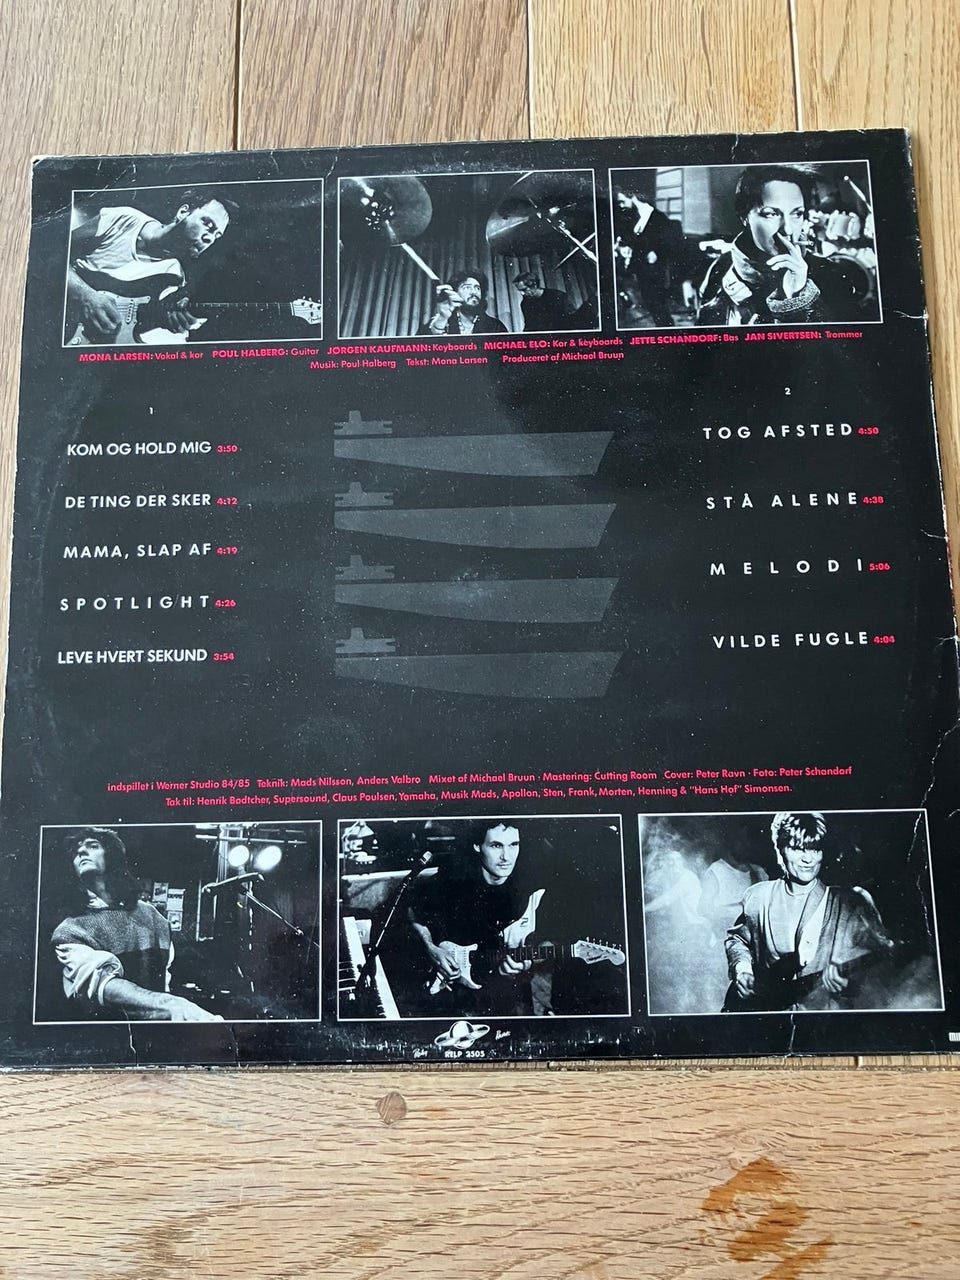 MONA LARSEN: Vokal & kor POUL HALBERG: Guitar JØRGEN KAUFMANN: Keyboards MICHAEL ELO: Kor & keyboards JETTE SCHANDORF: Bas JAN SIVERTSEN: Trommer
Musik: Poul Halberg Tekst: Mona Larsen Produceret af Michael Bruun
1
KOM OG HOLD MIG 3:50
DE TING DER SKER 4:12
MAMA, SLAP AF 4:19
SPOTLIGHT 4:26
LEVE HVERT SEKUND 3:54
2
TOG AFSTED 4:50
STÅ ALENE 4:38
MELODI 5:06
VILDE FUGLE 4:04
indspillet i Werner Studio 84/85 Teknik: Mads Nilsson, Anders Valbro Mixet af Michael Bruun · Mastering: Cutting Room Cover: Peter Ravn · Foto: Peter Schandorf
Tak til: Henrik Bødtcher, Supersound, Claus Poulsen, Yamaha, Musik Mads, Apollon, Sten, Frank, Morten, Henning & "Hans Hof" Simonsen.
RELP 2505